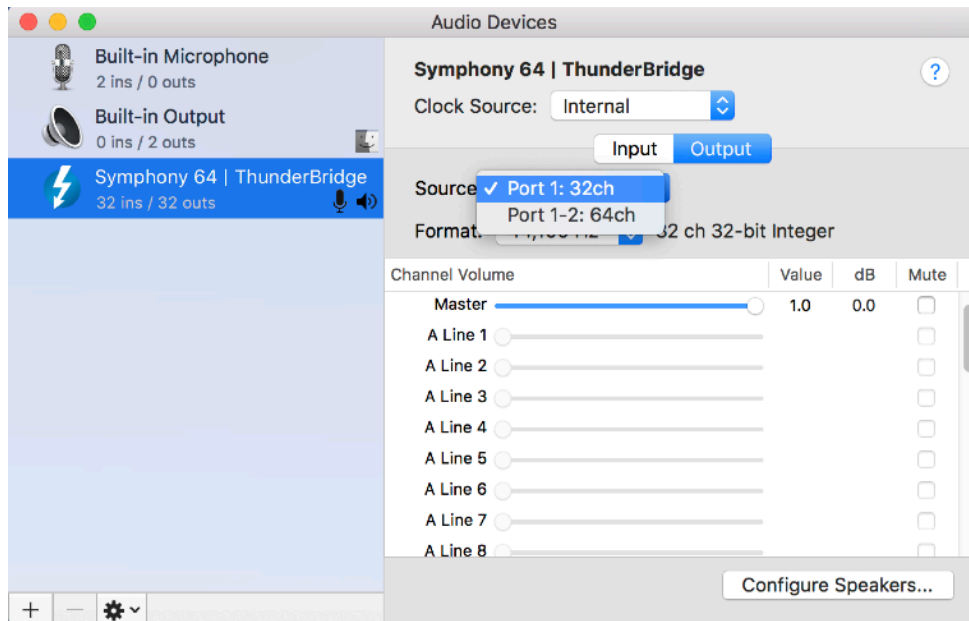 Audio Devices
Built-in Microphone
2 ins / 0 outs
Built-in Output
0 ins / 2 outs
Symphony 64 | ThunderBridge
32 ins / 32 outs
Symphony 64 | ThunderBridge
?
Clock Source: Internal
Input Output
Source
✓ Port 1: 32ch
Port 1-2: 64ch
Format: 32 ch 32-bit Integer
Channel Volume Value dB Mute
Master 1.0 0.0
A Line 1
A Line 2
A Line 3
A Line 4
A Line 5
A Line 6
A Line 7
A Line 8
Configure Speakers...